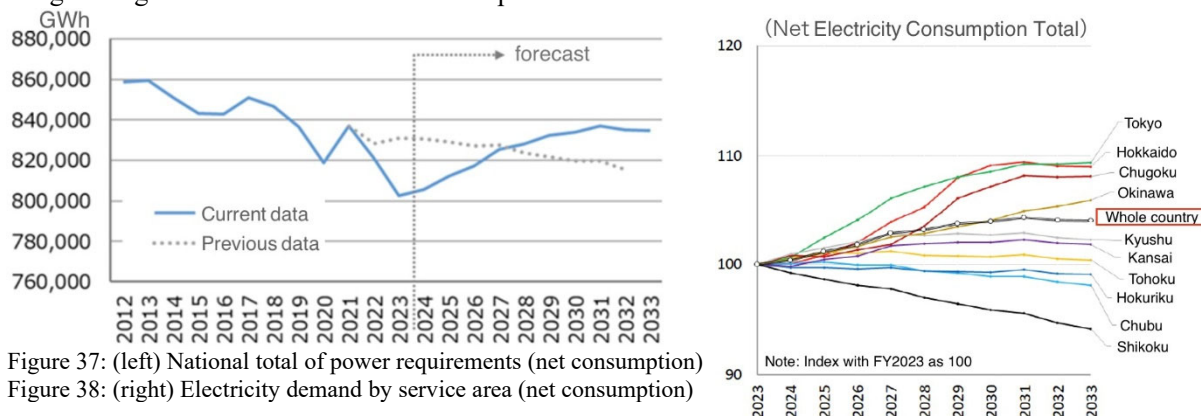 GWh
880,000
860,000
840,000
820,000
800,000
780,000
760,000
forecast
Current data
Previous data
2012
2013
2014
2015
2016
2017
2018
2019
2020
2021
2022
2023
2024
2025
2026
2027
2028
2029
2030
2031
2032
2033
(Net Electricity Consumption Total)
120
110
100
90
Tokyo
Hokkaido
Chugoku
Okinawa
Whole country
Kyushu
Kansai
Tohoku
Hokuriku
Chubu
Shikoku
Note: Index with FY2023 as 100
2023
2024
2025
2026
2027
2028
2029
2030
2031
2032
2033
Figure 37: (left) National total of power requirements (net consumption)
Figure 38: (right) Electricity demand by service area (net consumption)